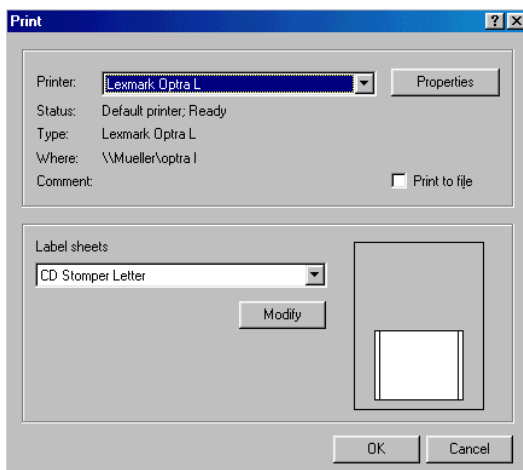 Print
Printer: Lexmark Optra L Properties
Status: Default printer; Ready
Type: Lexmark Optra L
Where: \\Mueller\optra l
Comment: Print to file
Label sheets
CD Stomper Letter
Modify
OK Cancel